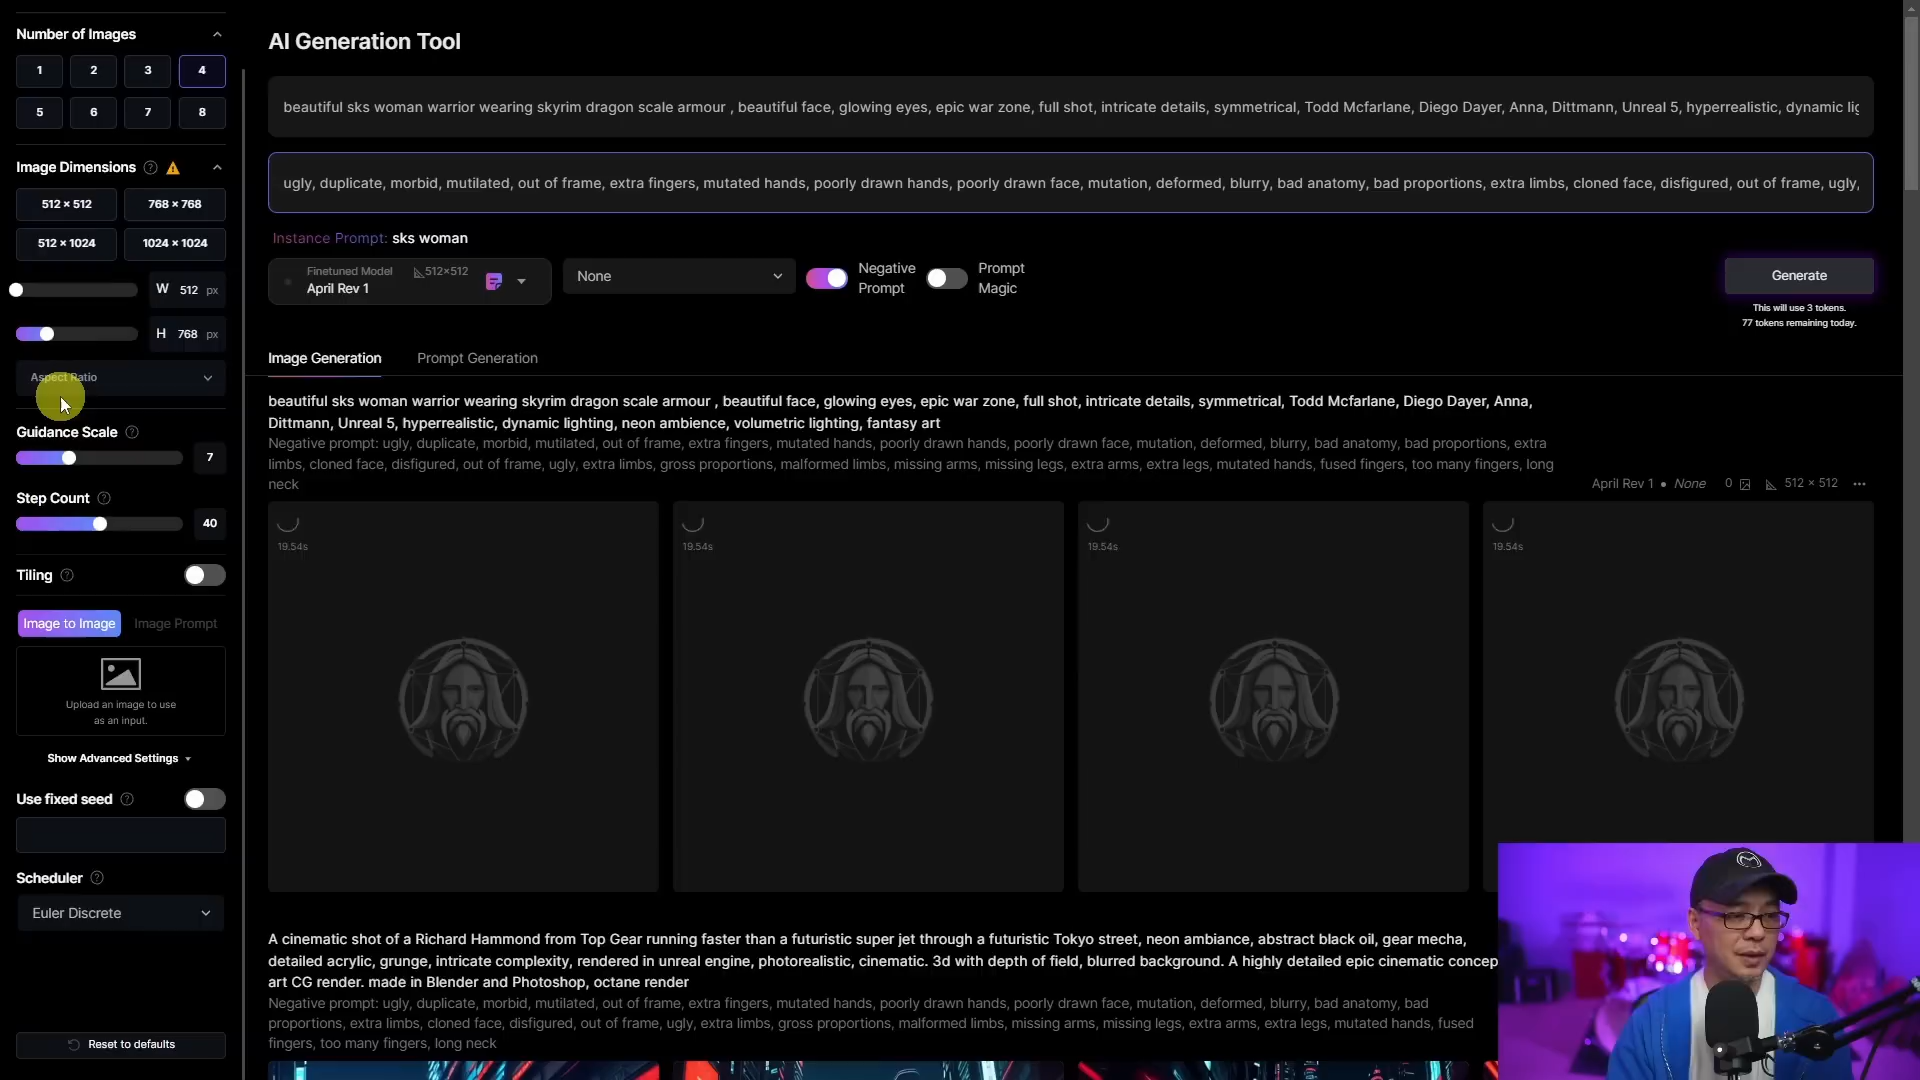 Number of Images
1 2 3 4
5 6 7 8
Image Dimensions
512 × 512 768 × 768
512 × 1024 1024 × 1024
W 512 px
H 768 px
Aspect Ratio
Guidance Scale
7
Step Count
40
Tiling
Image to Image Image Prompt
Upload an image to use
as an input.
Show Advanced Settings
Use fixed seed
Scheduler
Euler Discrete
Reset to defaults
AI Generation Tool
beautiful sks woman warrior wearing skyrim dragon scale armour , beautiful face, glowing eyes, epic war zone, full shot, intricate details, symmetrical, Todd Mcfarlane, Diego Dayer, Anna, Dittmann, Unreal 5, hyperrealistic, dynamic lig
ugly, duplicate, morbid, mutilated, out of frame, extra fingers, mutated hands, poorly drawn hands, poorly drawn face, mutation, deformed, blurry, bad anatomy, bad proportions, extra limbs, cloned face, disfigured, out of frame, ugly,
Instance Prompt: sks woman
Finetuned Model 512×512
April Rev 1
None
Negative
Prompt
Prompt
Magic
Generate
This will use 3 tokens.
77 tokens remaining today.
Image Generation Prompt Generation
beautiful sks woman warrior wearing skyrim dragon scale armour , beautiful face, glowing eyes, epic war zone, full shot, intricate details, symmetrical, Todd Mcfarlane, Diego Dayer, Anna,
Dittmann, Unreal 5, hyperrealistic, dynamic lighting, neon ambience, volumetric lighting, fantasy art
Negative prompt: ugly, duplicate, morbid, mutilated, out of frame, extra fingers, mutated hands, poorly drawn hands, poorly drawn face, mutation, deformed, blurry, bad anatomy, bad proportions, extra
limbs, cloned face, disfigured, out of frame, ugly, extra limbs, gross proportions, malformed limbs, missing arms, missing legs, extra arms, extra legs, mutated hands, fused fingers, too many fingers, long
neck
April Rev 1 • None 0 512 × 512 ...
19.54s 19.54s 19.54s 19.54s
A cinematic shot of a Richard Hammond from Top Gear running faster than a futuristic super jet through a futuristic Tokyo street, neon ambiance, abstract black oil, gear mecha,
detailed acrylic, grunge, intricate complexity, rendered in unreal engine, photorealistic, cinematic. 3d with depth of field, blurred background. A highly detailed epic cinematic concep
art CG render. made in Blender and Photoshop, octane render
Negative prompt: ugly, duplicate, morbid, mutilated, out of frame, extra fingers, mutated hands, poorly drawn hands, poorly drawn face, mutation, deformed, blurry, bad anatomy, bad
proportions, extra limbs, cloned face, disfigured, out of frame, ugly, extra limbs, gross proportions, malformed limbs, missing arms, missing legs, extra arms, extra legs, mutated hands, fused
fingers, too many fingers, long neck